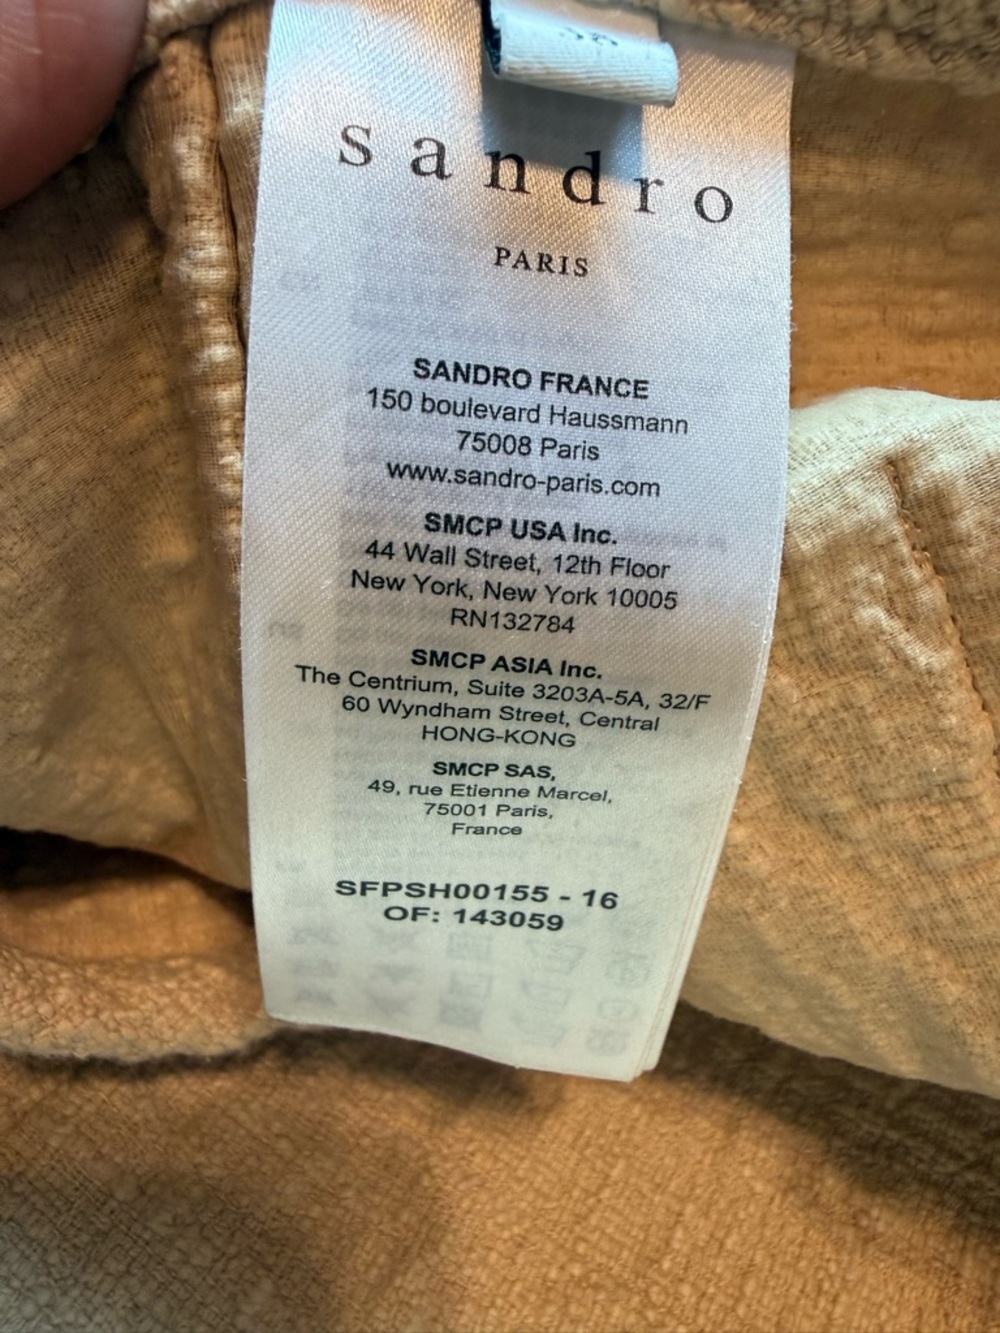 sandro
PARIS
SANDRO FRANCE
150 boulevard Haussmann
75008 Paris
www.sandro-paris.com
SMCP USA Inc.
44 Wall Street, 12th Floor
New York, New York 10005
RN132784
SMCP ASIA Inc.
The Centrium, Suite 3203A-5A, 32/F
60 Wyndham Street, Central
HONG-KONG
SMCP SAS,
49, rue Etienne Marcel,
75001 Paris,
France
SFPSH00155 - 16
OF: 143059